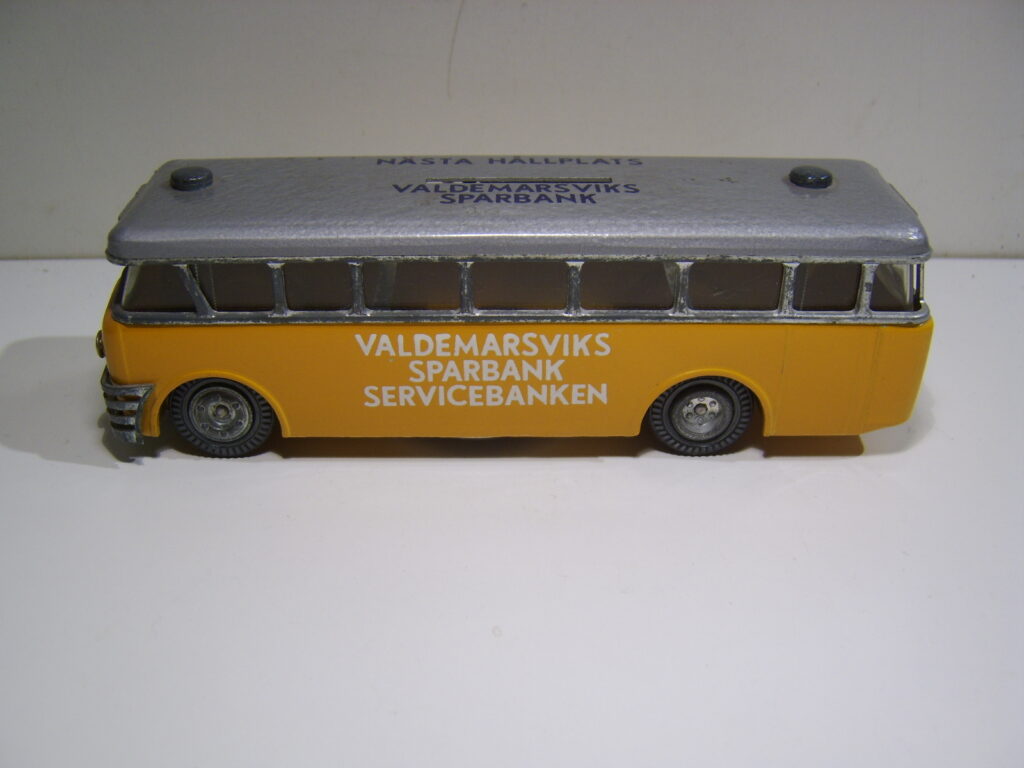 NÄSTA HÅLLPLATS
VALDEMARSVIKS
SPARBANK
VALDEMARSVIKS
SPARBANK
SERVICEBANKEN